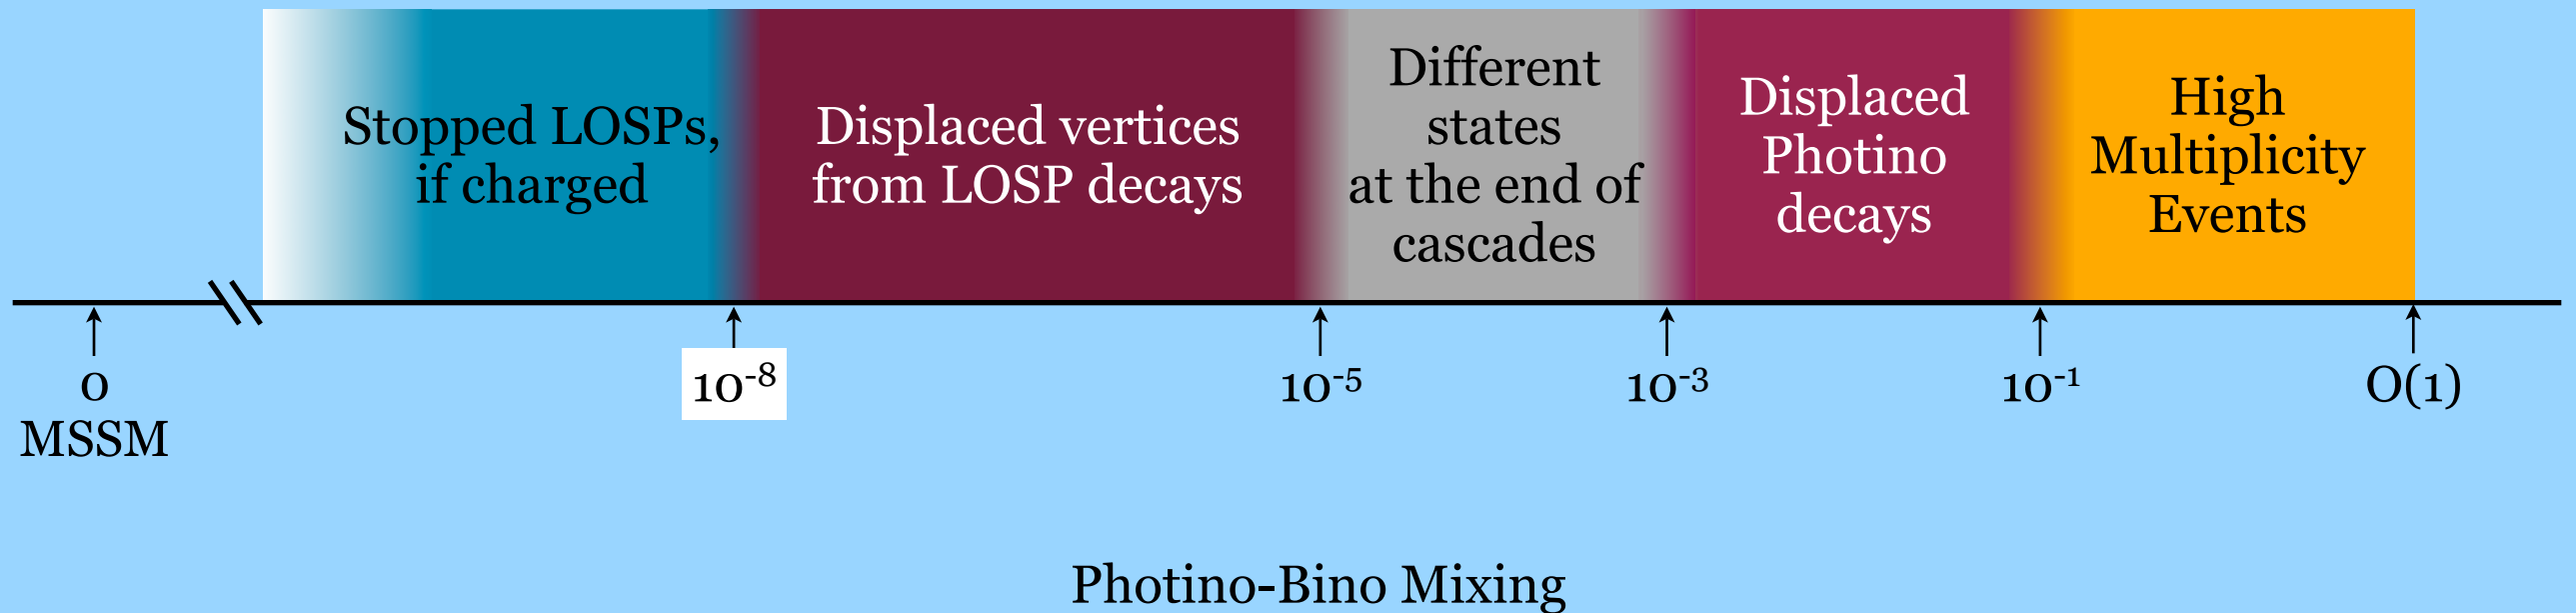 Stopped LOSPs,
if charged
Displaced vertices
from LOSP decays
Different
states
at the end of
cascades
Displaced
Photino
decays
High
Multiplicity
Events
0
MSSM
10⁻⁸
10⁻⁵
10⁻³
10⁻¹
O(1)
Photino-Bino Mixing